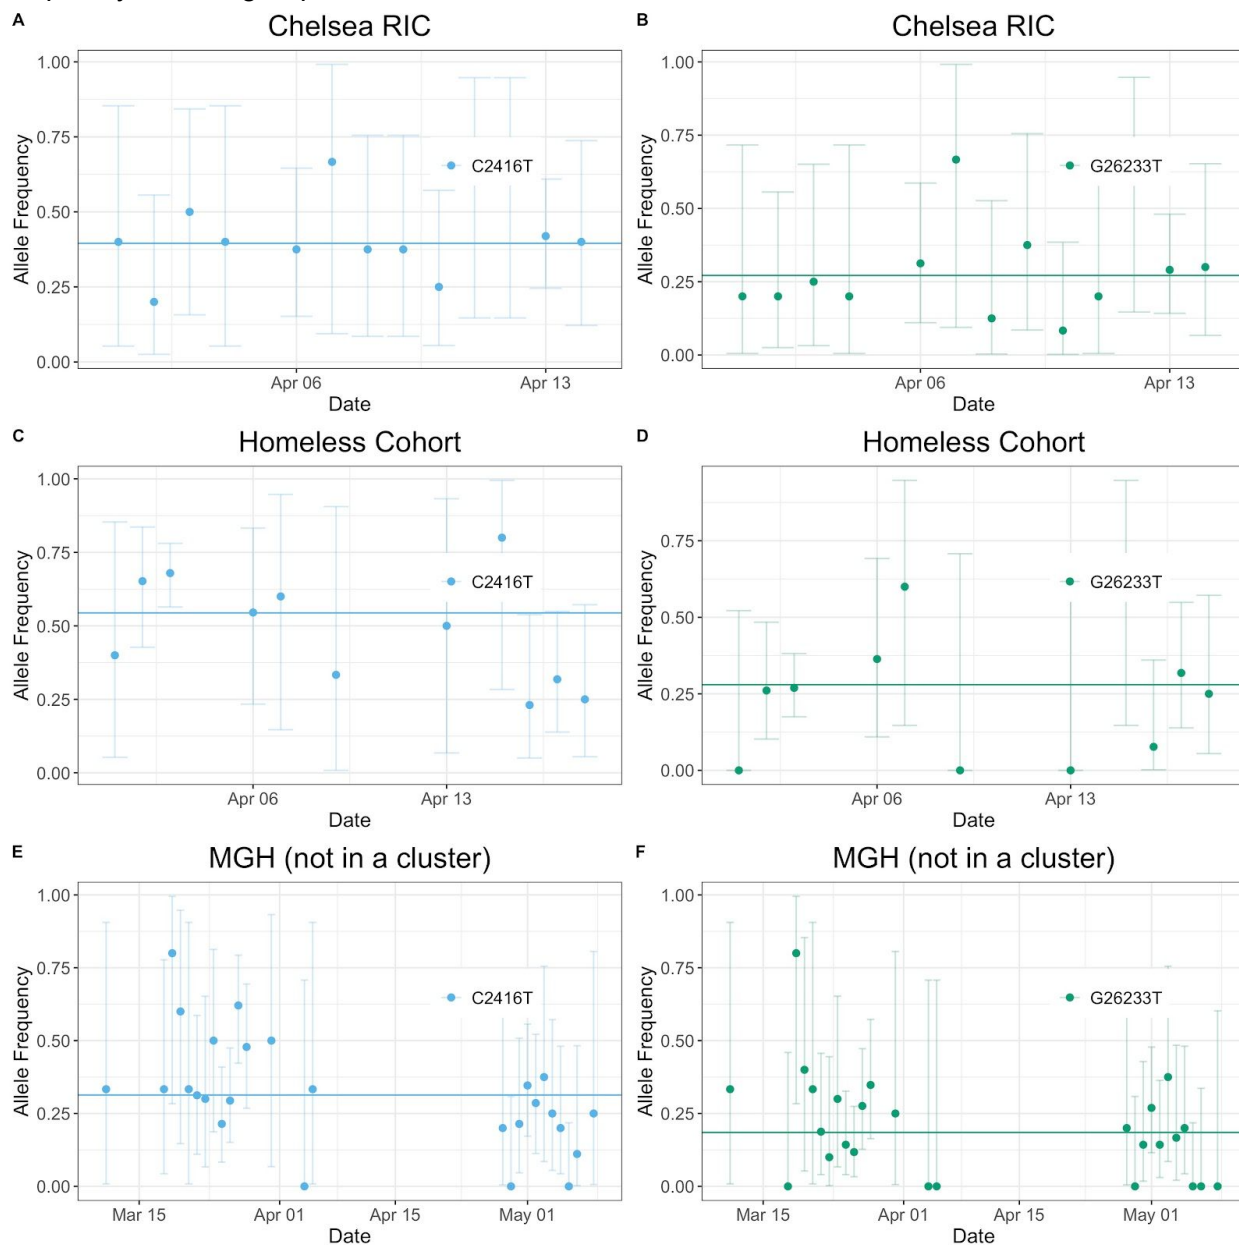 A
Chelsea RIC
Allele Frequency
1.00
0.75
0.50
0.25
0.00
C2416T
Apr 06
Apr 13
Date
B
Chelsea RIC
Allele Frequency
1.00
0.75
0.50
0.25
0.00
G26233T
Apr 06
Apr 13
Date
C
Homeless Cohort
Allele Frequency
1.00
0.75
0.50
0.25
0.00
C2416T
Apr 06
Apr 13
Date
D
Homeless Cohort
Allele Frequency
0.75
0.50
0.25
0.00
G26233T
Apr 06
Apr 13
Date
E
MGH (not in a cluster)
Allele Frequency
1.00
0.75
0.50
0.25
0.00
C2416T
Mar 15
Apr 01
Apr 15
May 01
Date
F
MGH (not in a cluster)
Allele Frequency
1.00
0.75
0.50
0.25
0.00
G26233T
Mar 15
Apr 01
Apr 15
May 01
Date